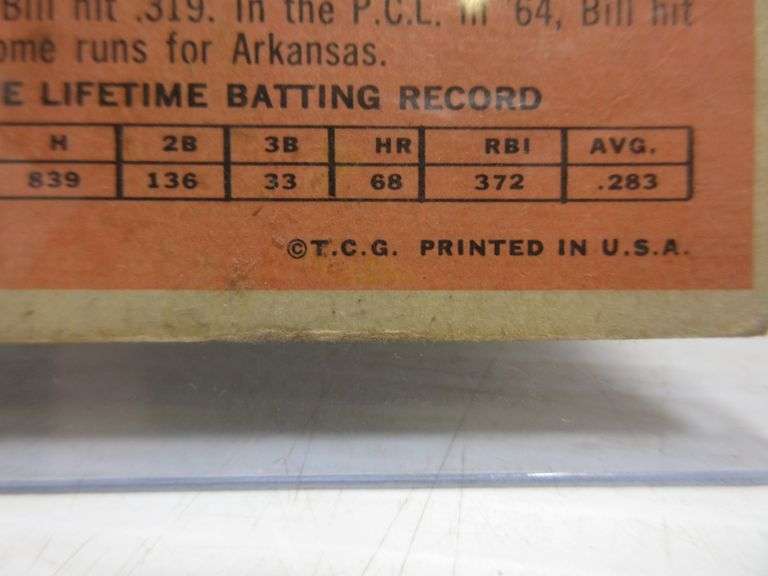 Bill hit .319. In the P.C.L. in '64, Bill hit
ome runs for Arkansas.
E LIFETIME BATTING RECORD
H 2B 3B HR RBI AVG.
839 136 33 68 372 .283
©T.C.G. PRINTED IN U.S.A.